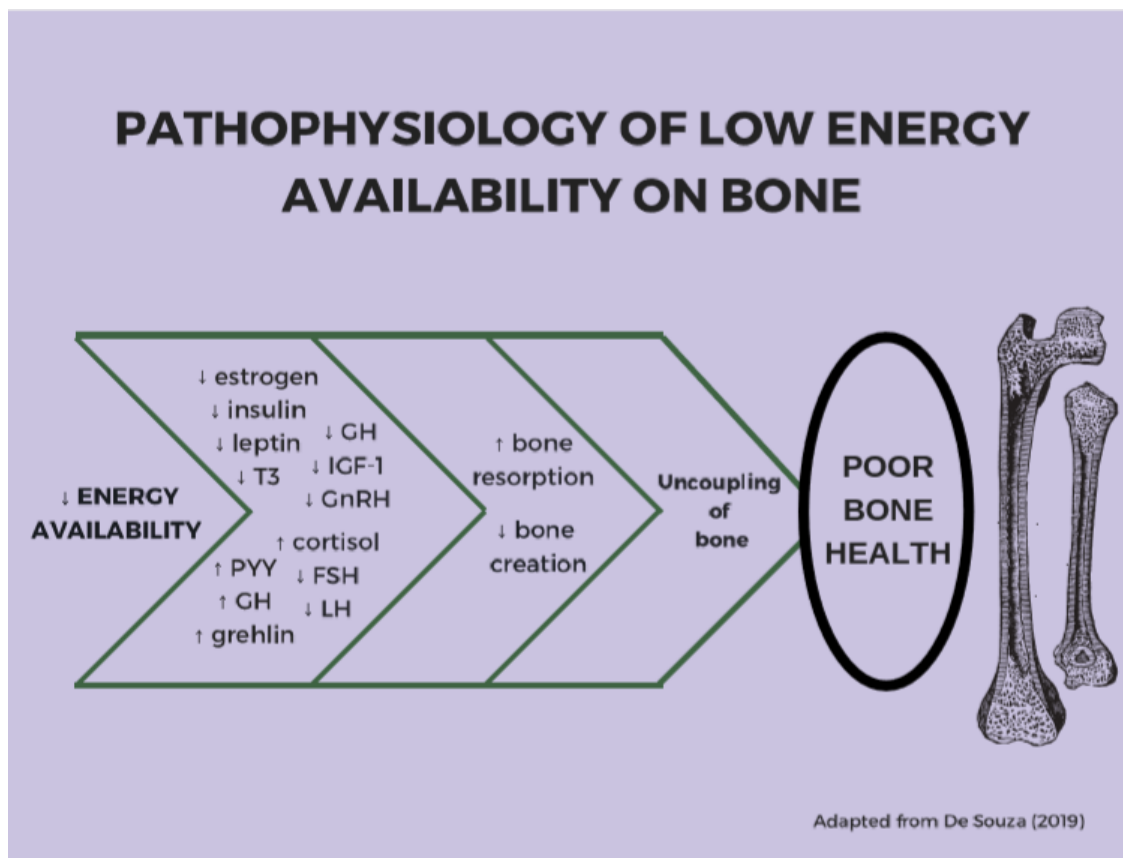 PATHOPHYSIOLOGY OF LOW ENERGY
AVAILABILITY ON BONE
↓ ENERGY
AVAILABILITY
↓ estrogen
↓ insulin
↓ leptin
↓ T3
↓ GH
↓ IGF-1
↓ GnRH
↑ cortisol
↑ PYY
↑ GH
↑ grehlin
↓ FSH
↓ LH
↑ bone
resorption
↓ bone
creation
Uncoupling
of
bone
POOR
BONE
HEALTH
Adapted from De Souza (2019)